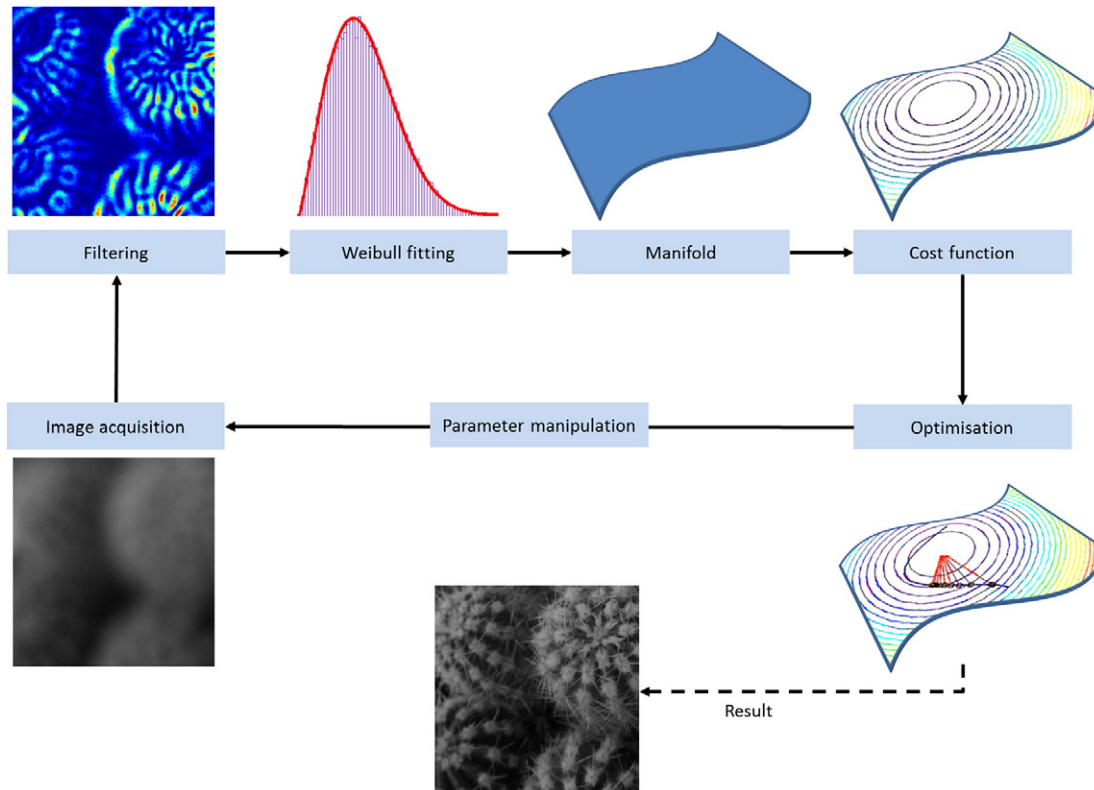 Filtering
Weibull fitting
Manifold
Cost function
Image acquisition
Parameter manipulation
Optimisation
Result